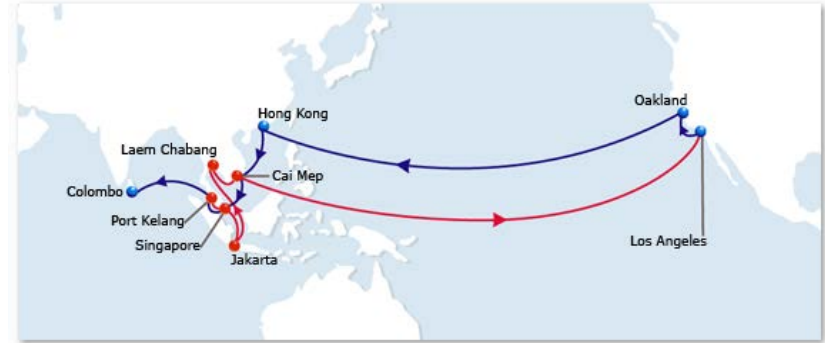 Oakland
Hong Kong
Laem Chabang
Cai Mep
Colombo
Port Kelang
Los Angeles
Singapore
Jakarta